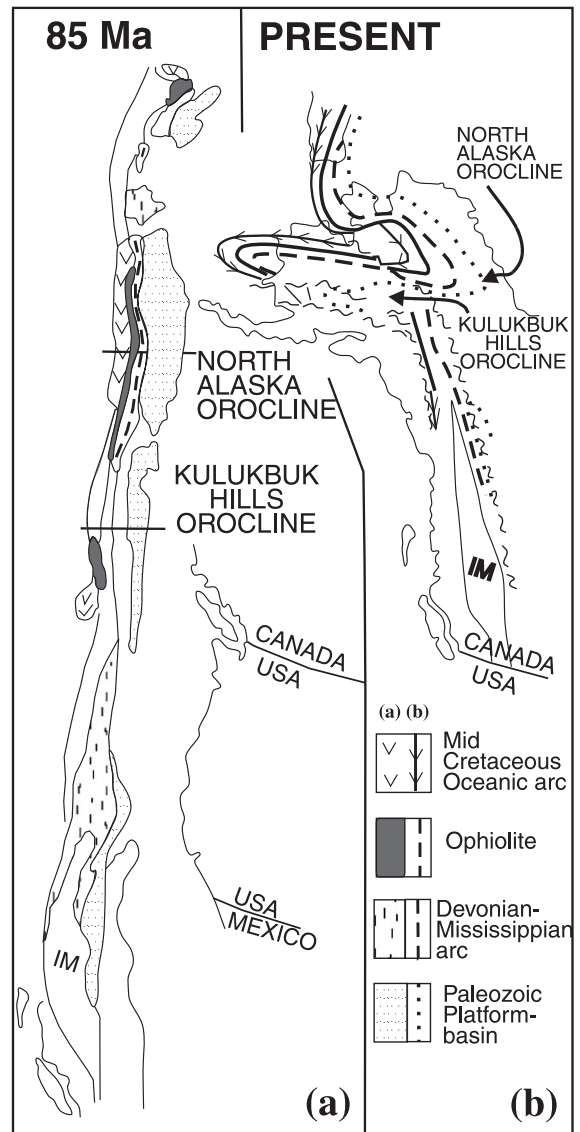 85 Ma
PRESENT
NORTH
ALASKA
OROCLINE
KULUKBUK
HILLS
OROCLINE
NORTH
ALASKA
OROCLINE
KULUKBUK
HILLS
OROCLINE
IM
CANADA
USA
CANADA
USA
(a) (b)
Mid
Cretaceous
Oceanic arc
Ophiolite
USA
MEXICO
Devonian-
Mississippian
arc
IM
Paleozoic
Platform-
basin
(a)
(b)